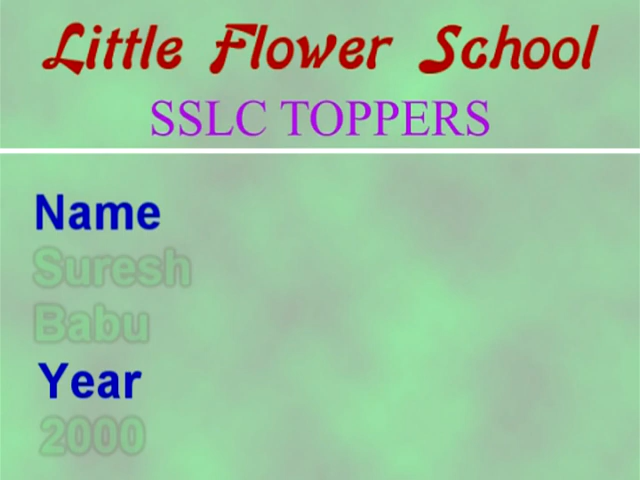 Little Flower School
SSLC TOPPERS
Name
Suresh
Babu
Year
2000